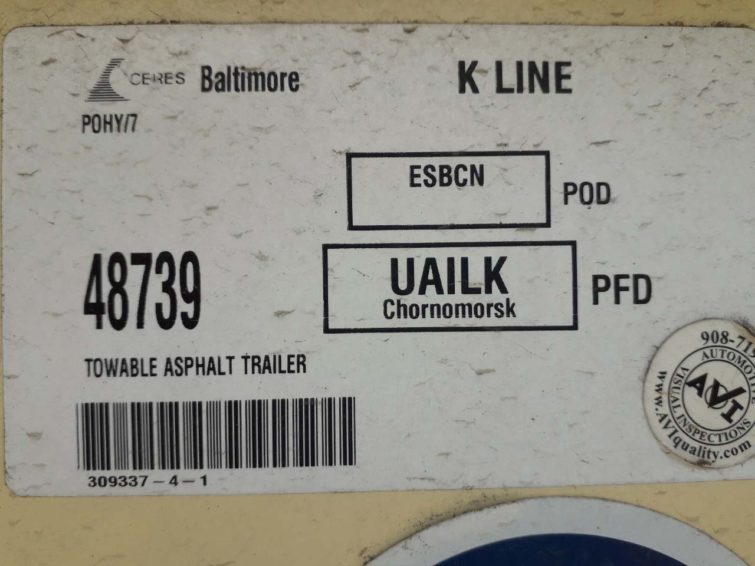 CERES Baltimore
K LINE
POHY/7
ESBCN
POD
48739
UAILK
Chornomorsk
PFD
TOWABLE ASPHALT TRAILER
309337-4-1
908-71
VISUAL INSPECTIONS
AVI
www.AVIquality.com